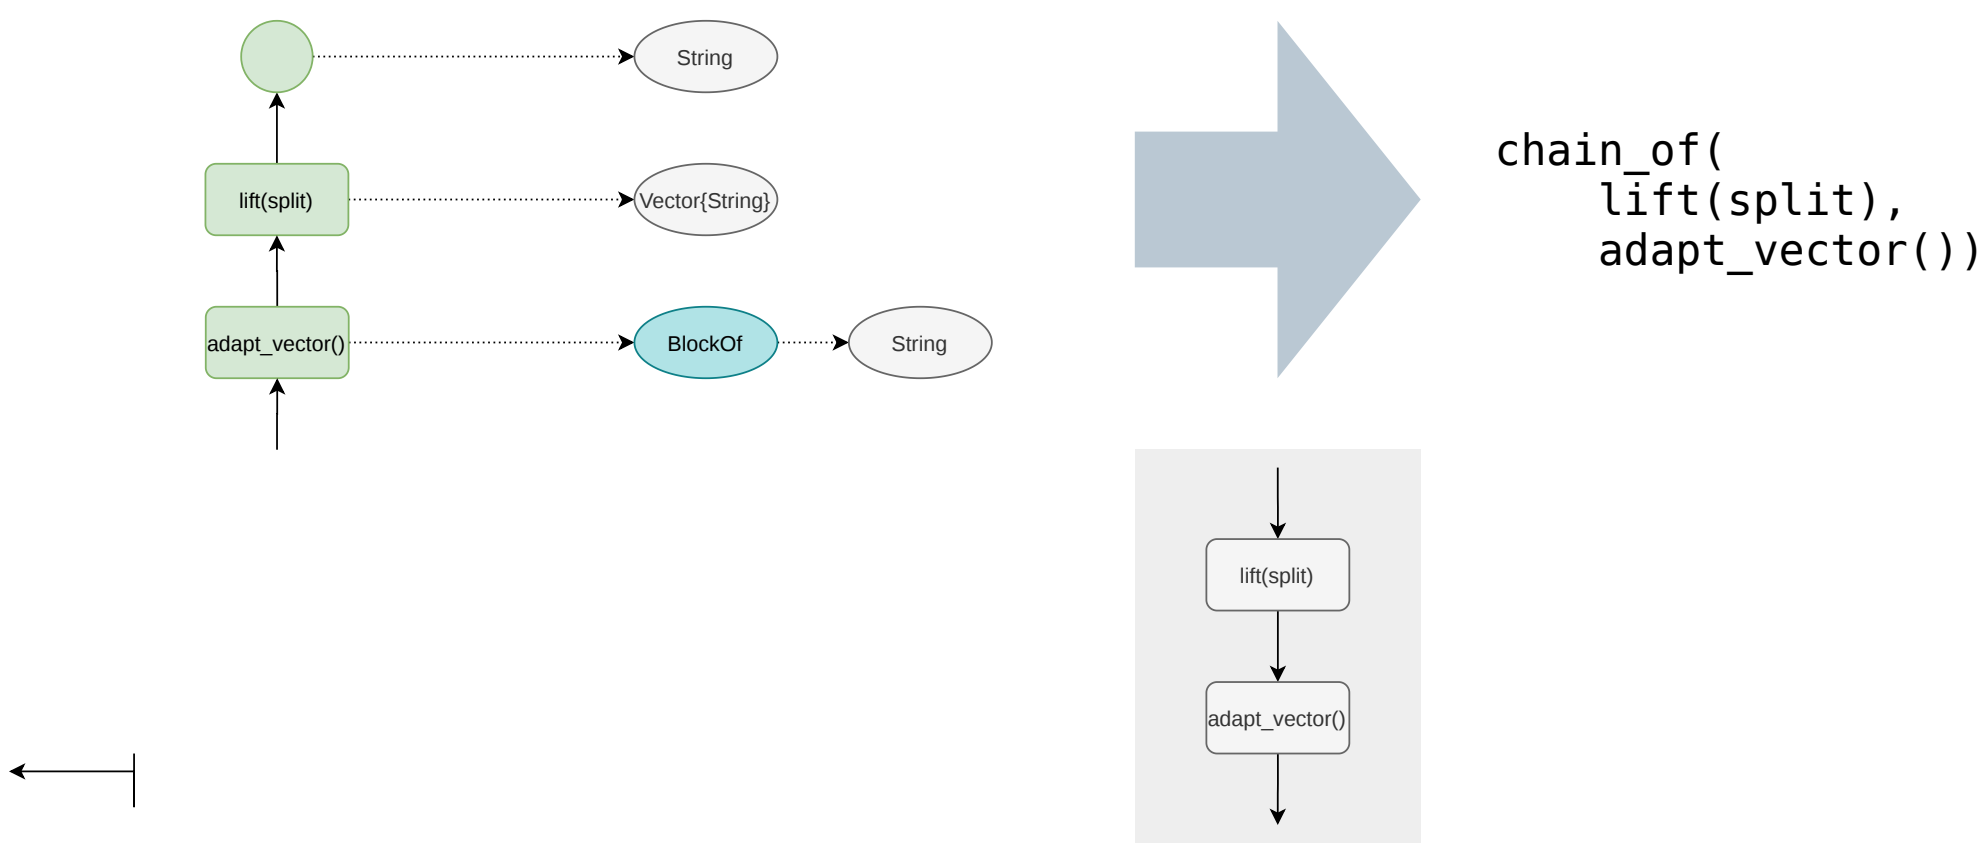 String
lift(split)
Vector{String}
adapt_vector()
BlockOf
String
chain_of(
    lift(split),
    adapt_vector())
lift(split)
adapt_vector()